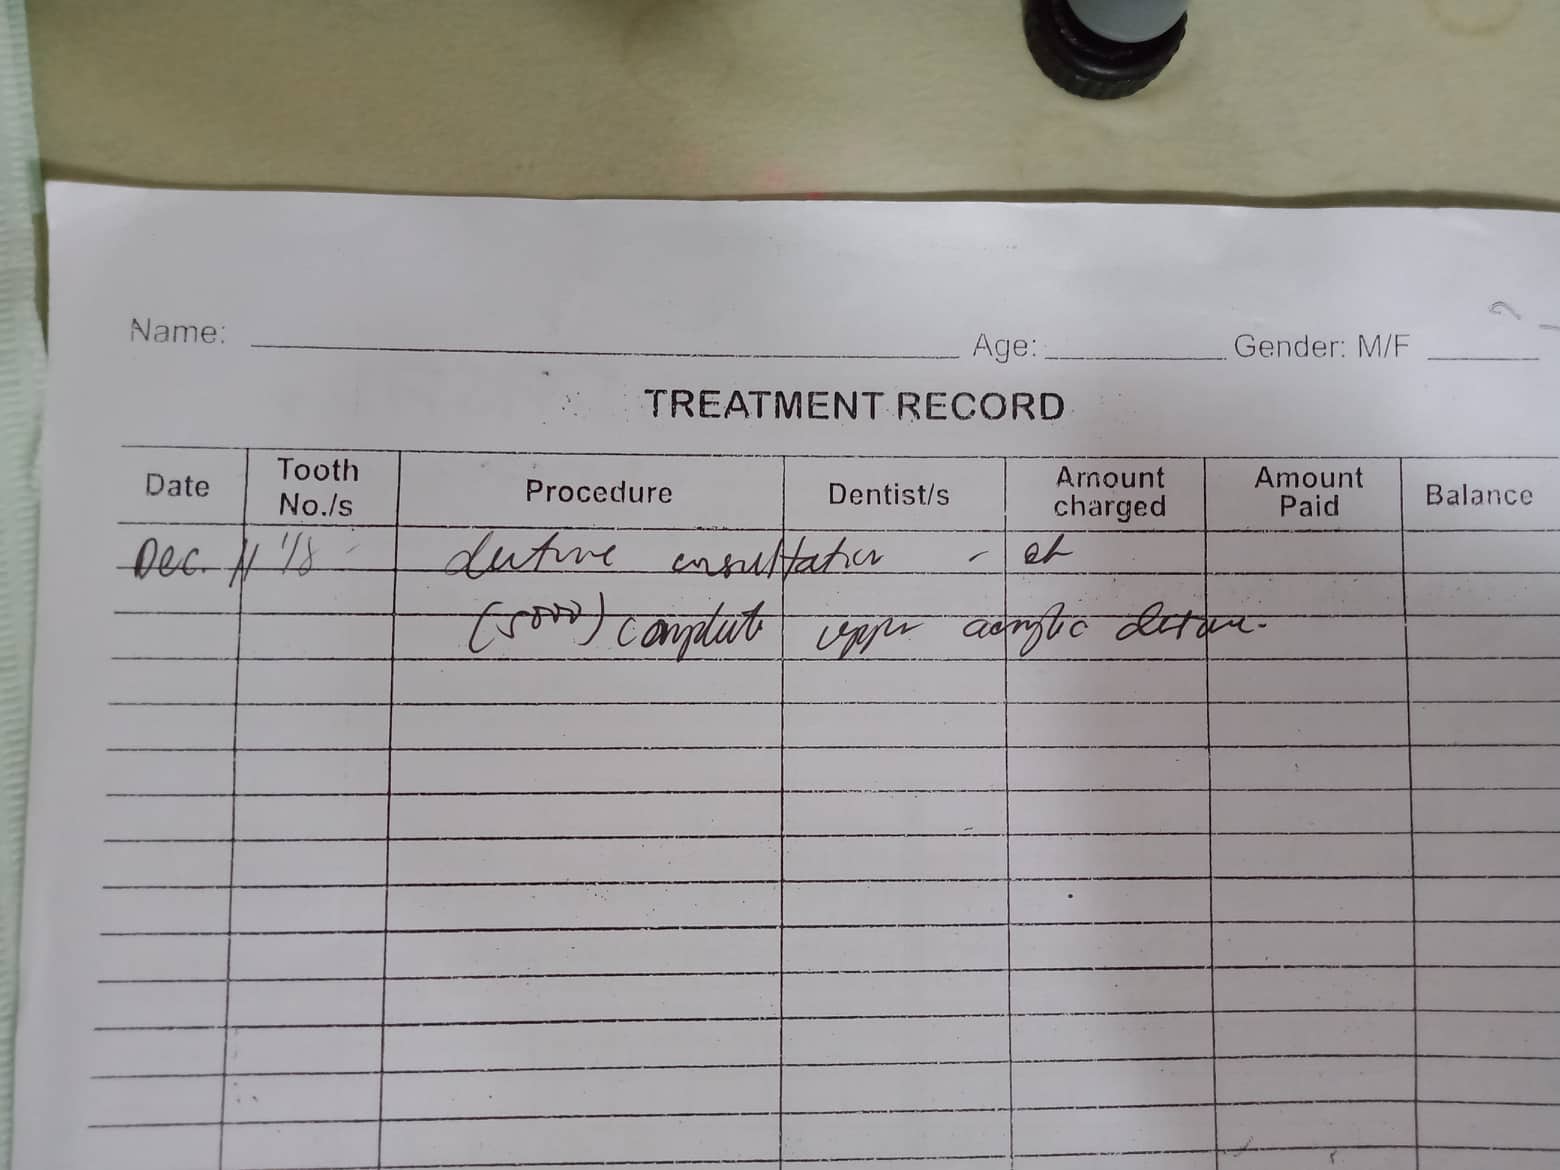 Name: Age: Gender: M/F
TREATMENT RECORD
Date Tooth No./s Procedure Dentist/s Amount charged Amount Paid Balance
Dec. 11 '18 - denture consultation -
(5000) complete upper acrylic denture.